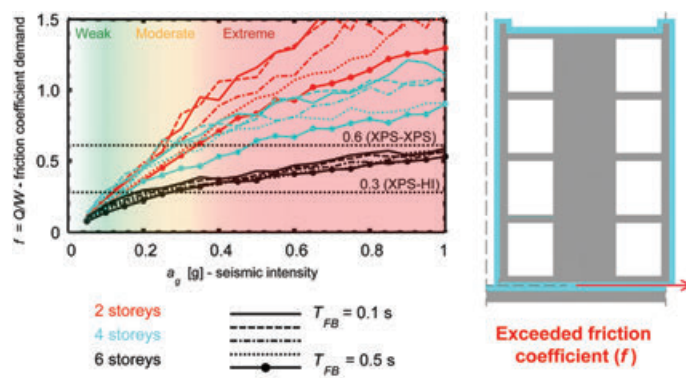 1.5
1.0
0.5
0
f = Q/W - friction coefficient demand
Weak
Moderate
Extreme
0.6 (XPS-XPS)
0.3 (XPS-HI)
0 0.2 0.4 0.6 0.8 1
a_g [g] - seismic intensity
2 storeys
4 storeys
6 storeys
T_FB = 0.1 s
T_FB = 0.5 s
Exceeded friction
coefficient (f)